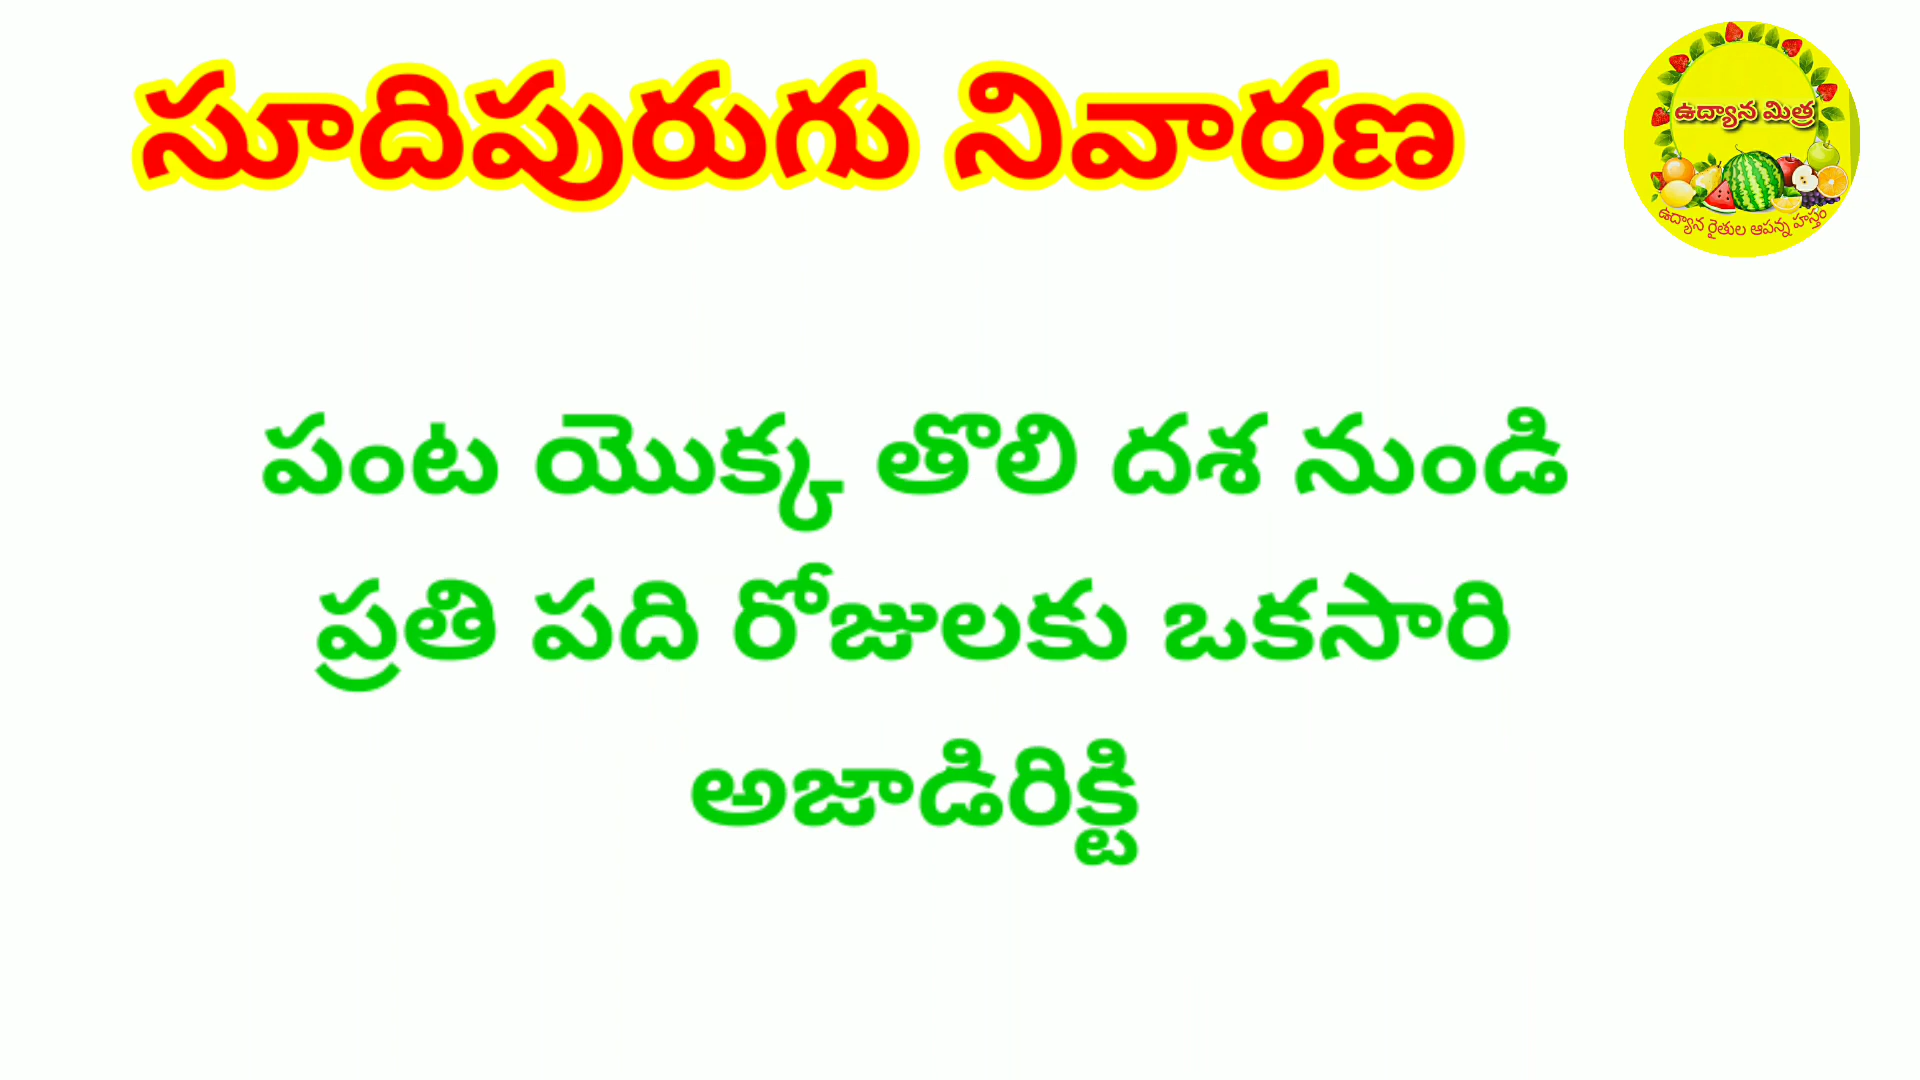 సూదిపురుగు నివారణ
ఉద్యాన మిత్ర
ఉద్యాన రైతుల ఆపన్న హస్తం
పంట యొక్క తొలి దశ నుండి
ప్రతి పది రోజులకు ఒకసారి
అజాడిరిక్టి